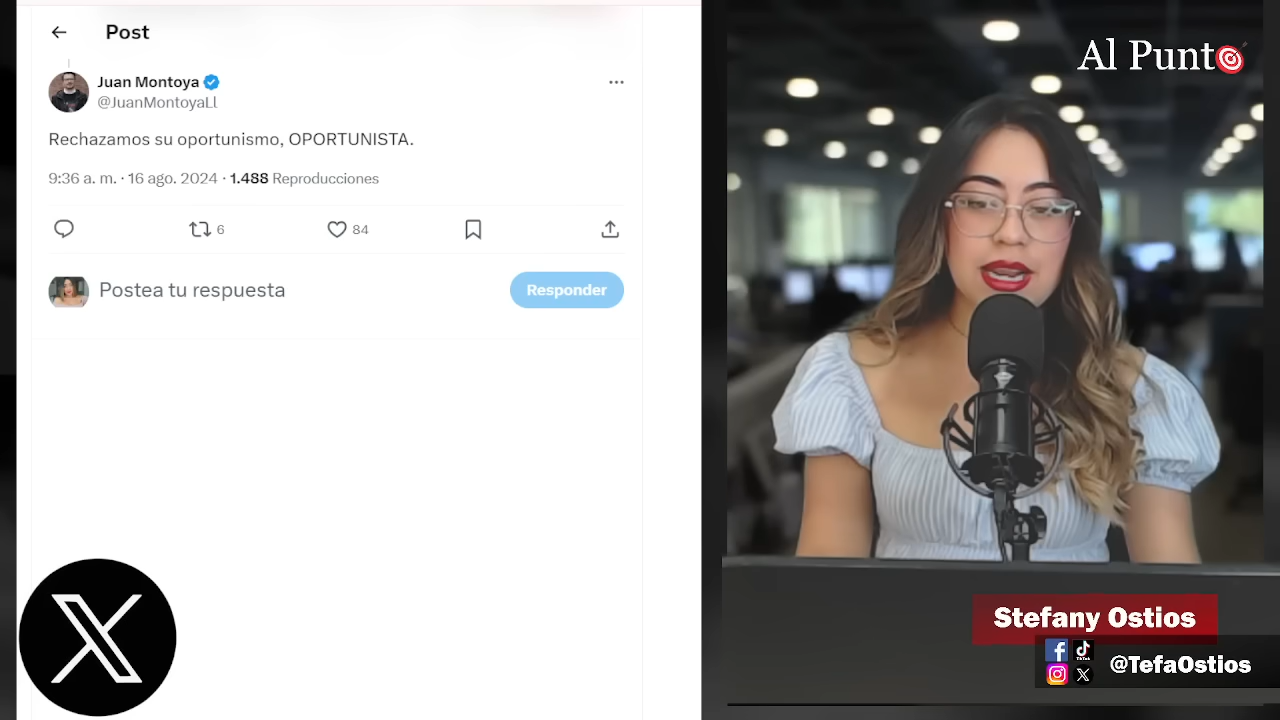 Post
Juan Montoya
@JuanMontoyaLl
Rechazamos su oportunismo, OPORTUNISTA.
9:36 a. m. · 16 ago. 2024 · 1.488 Reproducciones
6
84
Postea tu respuesta
Responder
Al Punto
Stefany Ostios
@TefaOstios